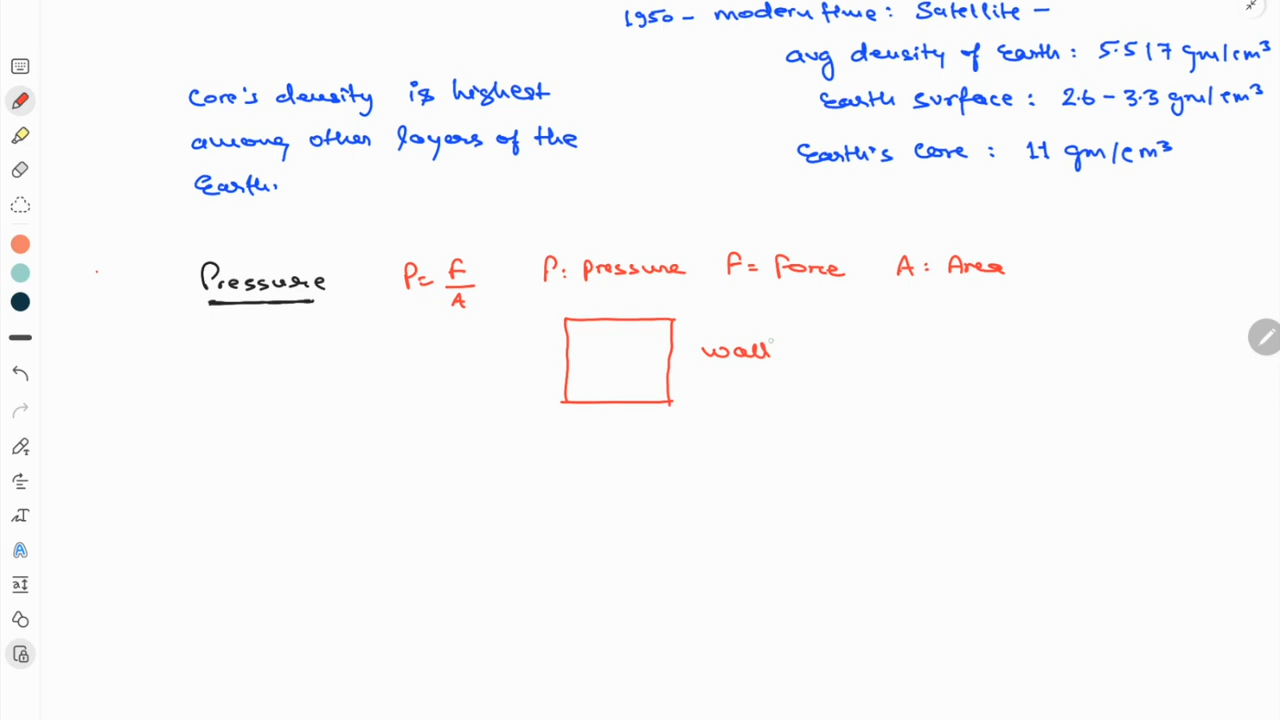 1950 - modern time : Satellite -
avg density of Earth : 5.517 gm/cm³
Earth surface : 2.6 - 3.3 gm/cm³
Earth's core : 11 gm/cm³
Core's density is highest
among other layers of the
Earth.
Pressure P = F/A P : pressure F = Force A : Area
wall